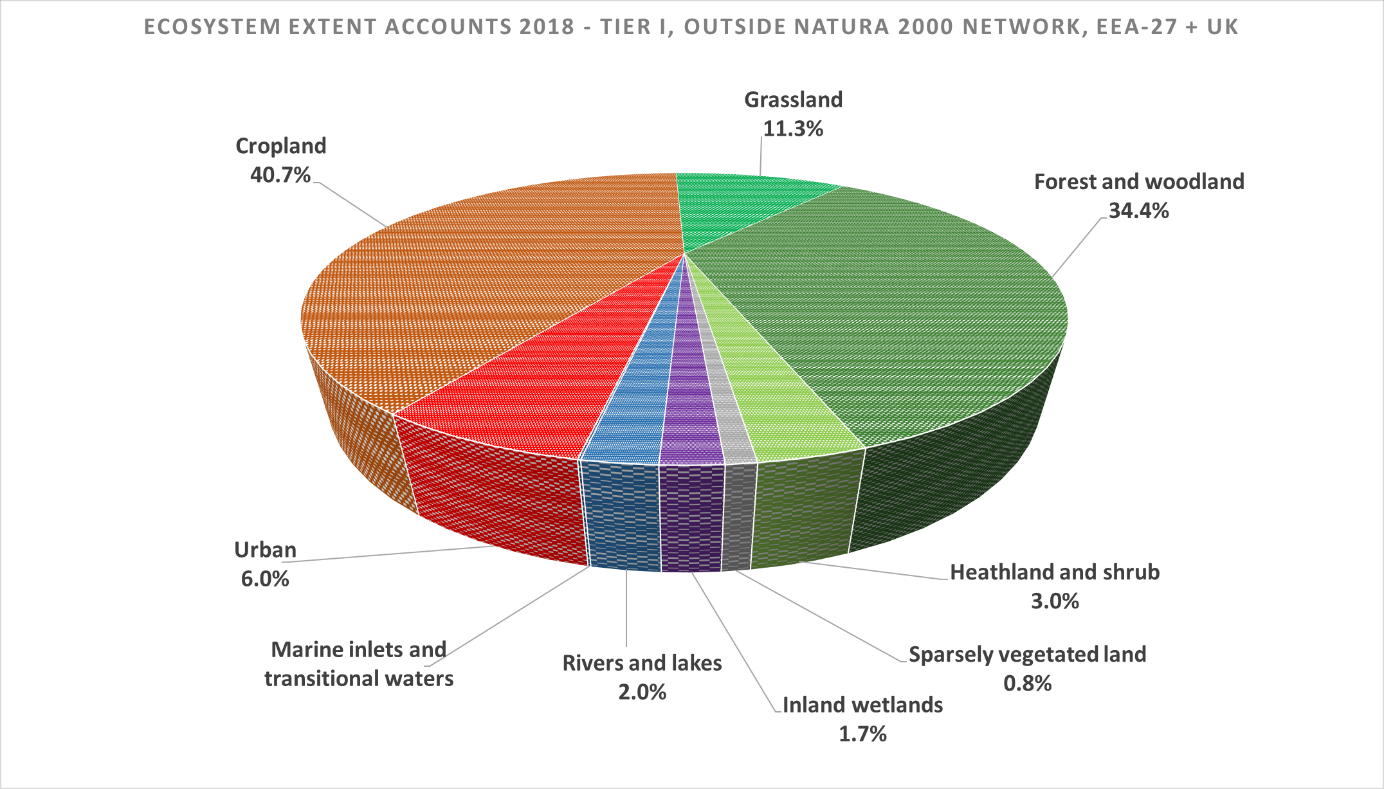 ECOSYSTEM EXTENT ACCOUNTS 2018 - TIER I, OUTSIDE NATURA 2000 NETWORK, EEA-27 + UK
Grassland
11.3%
Cropland
40.7%
Forest and woodland
34.4%
Urban
6.0%
Heathland and shrub
3.0%
Marine inlets and
transitional waters
Rivers and lakes
2.0%
Sparsely vegetated land
0.8%
Inland wetlands
1.7%